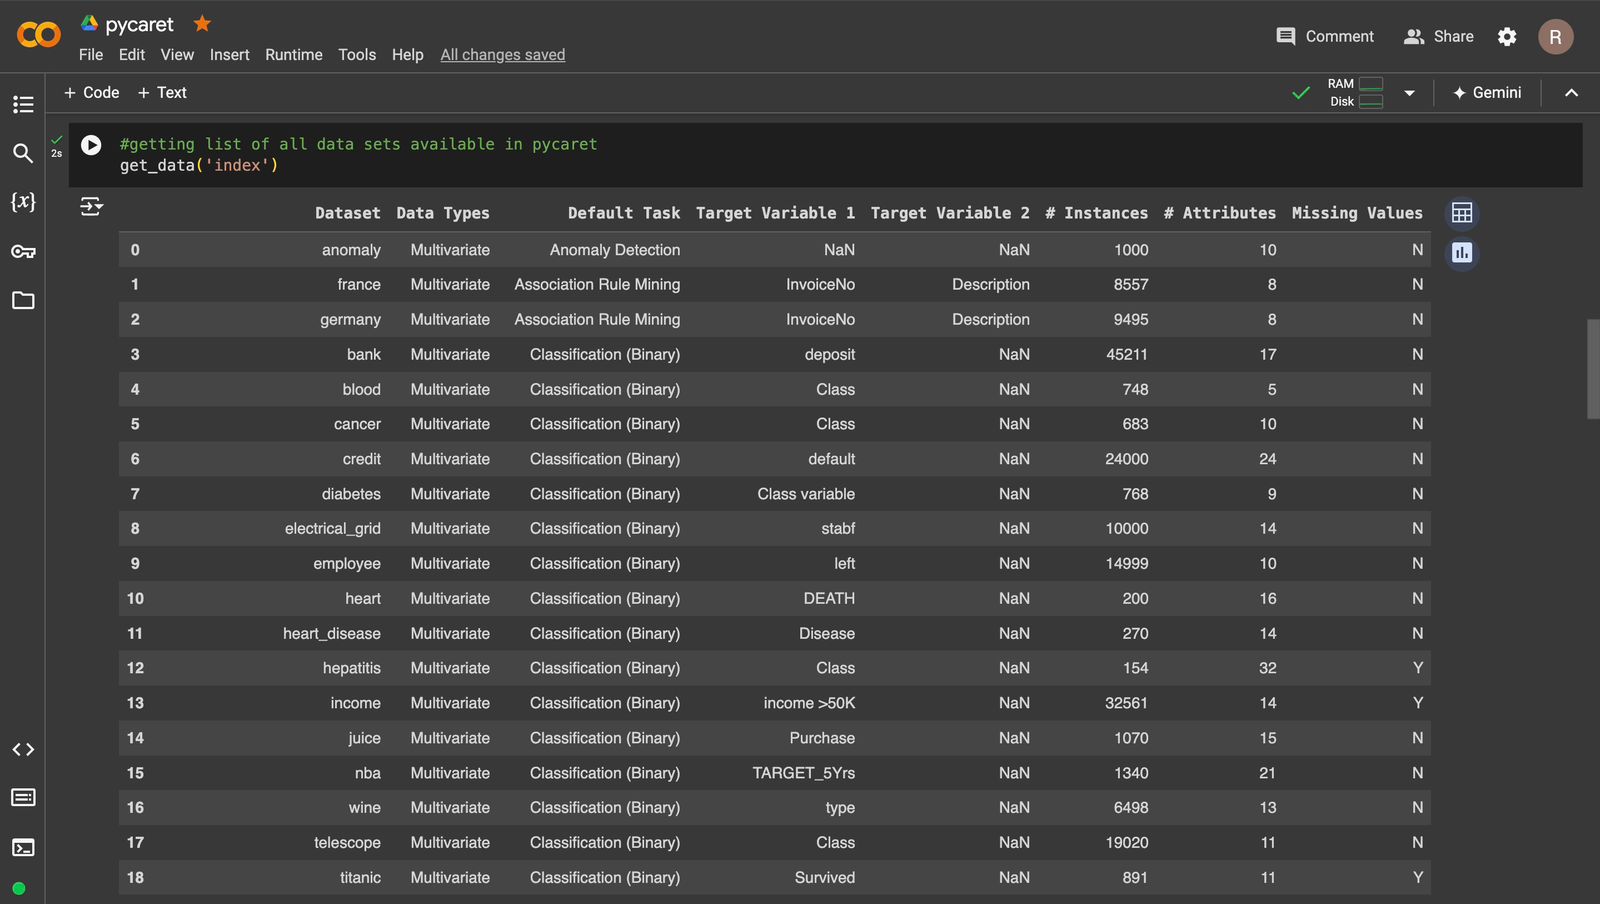 pycaret
File Edit View Insert Runtime Tools Help All changes saved
Comment Share R
+ Code + Text
RAM
Disk
Gemini
2s
#getting list of all data sets available in pycaret
get_data('index')
Dataset Data Types Default Task Target Variable 1 Target Variable 2 # Instances # Attributes Missing Values
0 anomaly Multivariate Anomaly Detection NaN NaN 1000 10 N
1 france Multivariate Association Rule Mining InvoiceNo Description 8557 8 N
2 germany Multivariate Association Rule Mining InvoiceNo Description 9495 8 N
3 bank Multivariate Classification (Binary) deposit NaN 45211 17 N
4 blood Multivariate Classification (Binary) Class NaN 748 5 N
5 cancer Multivariate Classification (Binary) Class NaN 683 10 N
6 credit Multivariate Classification (Binary) default NaN 24000 24 N
7 diabetes Multivariate Classification (Binary) Class variable NaN 768 9 N
8 electrical_grid Multivariate Classification (Binary) stabf NaN 10000 14 N
9 employee Multivariate Classification (Binary) left NaN 14999 10 N
10 heart Multivariate Classification (Binary) DEATH NaN 200 16 N
11 heart_disease Multivariate Classification (Binary) Disease NaN 270 14 N
12 hepatitis Multivariate Classification (Binary) Class NaN 154 32 Y
13 income Multivariate Classification (Binary) income >50K NaN 32561 14 Y
14 juice Multivariate Classification (Binary) Purchase NaN 1070 15 N
15 nba Multivariate Classification (Binary) TARGET_5Yrs NaN 1340 21 N
16 wine Multivariate Classification (Binary) type NaN 6498 13 N
17 telescope Multivariate Classification (Binary) Class NaN 19020 11 N
18 titanic Multivariate Classification (Binary) Survived NaN 891 11 Y